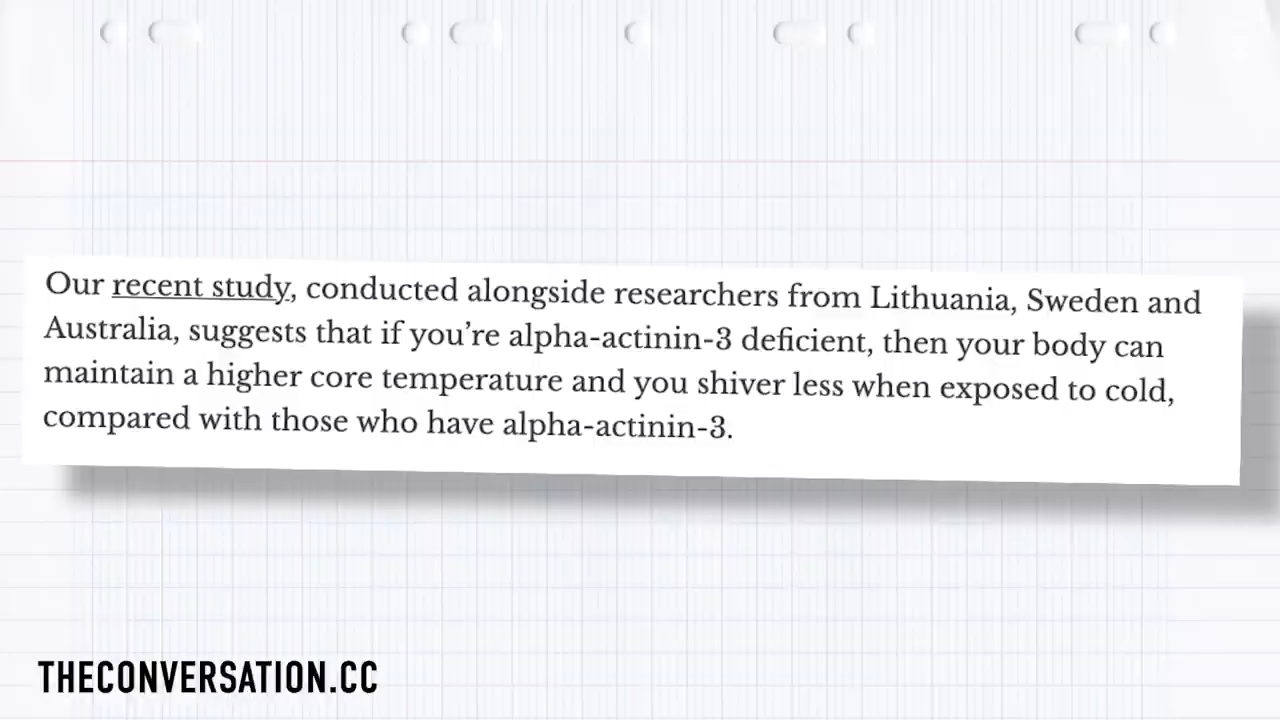 Our recent study, conducted alongside researchers from Lithuania, Sweden and
Australia, suggests that if you’re alpha-actinin-3 deficient, then your body can
maintain a higher core temperature and you shiver less when exposed to cold,
compared with those who have alpha-actinin-3.
THECONVERSATION.CC